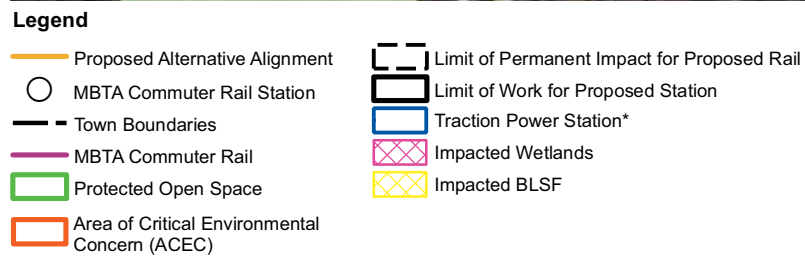 Legend
Proposed Alternative Alignment
MBTA Commuter Rail Station
Town Boundaries
MBTA Commuter Rail
Protected Open Space
Area of Critical Environmental
Concern (ACEC)
Limit of Permanent Impact for Proposed Rail
Limit of Work for Proposed Station
Traction Power Station*
Impacted Wetlands
Impacted BLSF